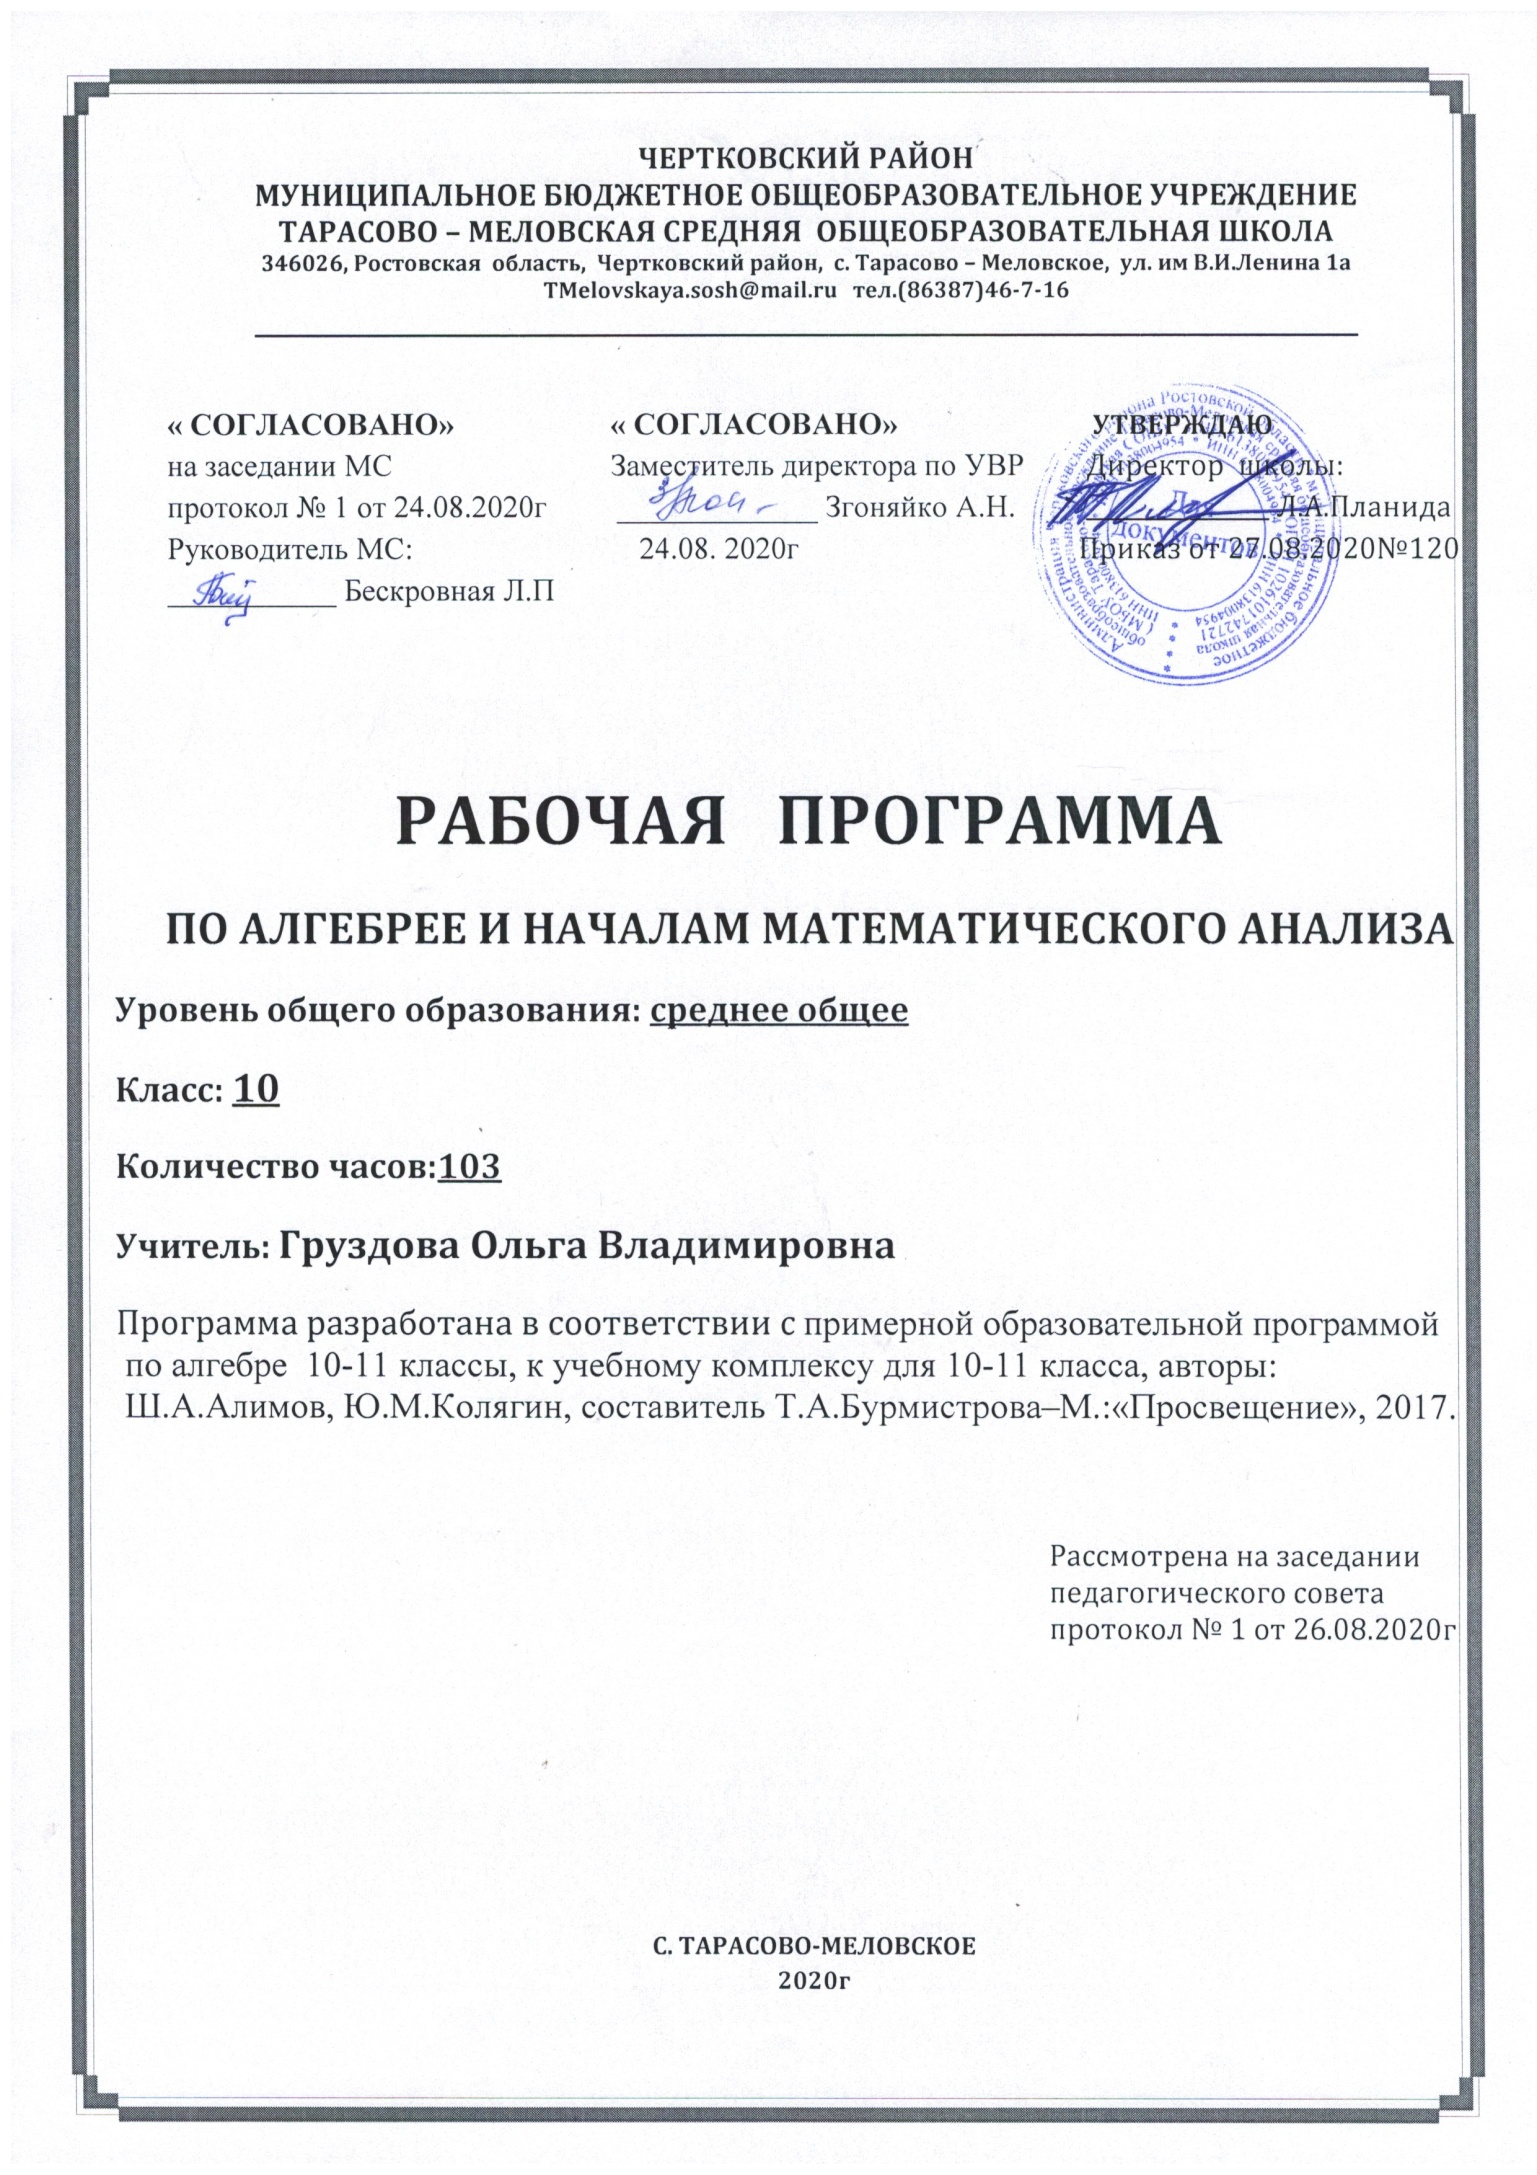 ЧЕРТКОВСКИЙ РАЙОН
МУНИЦИПАЛЬНОЕ БЮДЖЕТНОЕ ОБЩЕОБРАЗОВАТЕЛЬНОЕ УЧРЕЖДЕНИЕ
ТАРАСОВО – МЕЛОВСКАЯ СРЕДНЯЯ ОБЩЕОБРАЗОВАТЕЛЬНАЯ ШКОЛА
346026, Ростовская область, Чертковский район, с. Тарасово – Меловское, ул. им В.И.Ленина 1а
TMelovskaya.sosh@mail.ru тел.(86387)46-7-16
« СОГЛАСОВАНО»
на заседании МС
протокол № 1 от 24.08.2020г
Руководитель МС:
____________ Бескровная Л.П
« СОГЛАСОВАНО»
Заместитель директора по УВР
______________ Згоняйко А.Н.
24.08. 2020г
УТВЕРЖДАЮ
Директор школы:
Л.А.Планида
Приказ от 27.08.2020№120
Для
документов
РАБОЧАЯ ПРОГРАММА
ПО АЛГЕБРЕЕ И НАЧАЛАМ МАТЕМАТИЧЕСКОГО АНАЛИЗА
Уровень общего образования: среднее общее
Класс: 10
Количество часов:103
Учитель: Груздова Ольга Владимировна
Программа разработана в соответствии с примерной образовательной программой
по алгебре 10-11 классы, к учебному комплексу для 10-11 класса, авторы:
Ш.А.Алимов, Ю.М.Колягин, составитель Т.А.Бурмистрова–М.:«Просвещение», 2017.
Рассмотрена на заседании
педагогического совета
протокол № 1 от 26.08.2020г
С. ТАРАСОВО-МЕЛОВСКОЕ
2020г